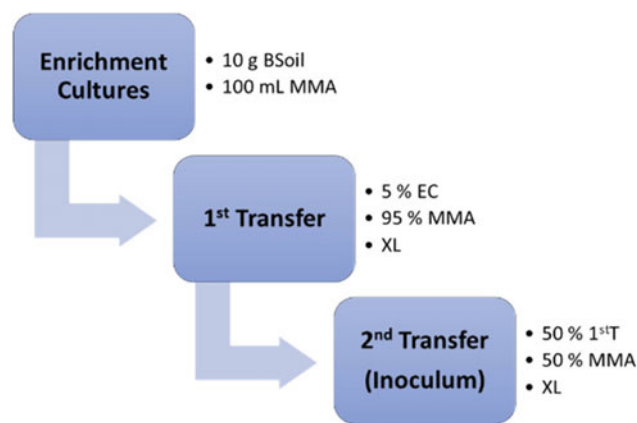 Enrichment
Cultures
• 10 g BSoil
• 100 mL MMA
1st Transfer
• 5 % EC
• 95 % MMA
• XL
2nd Transfer
(Inoculum)
• 50 % 1stT
• 50 % MMA
• XL